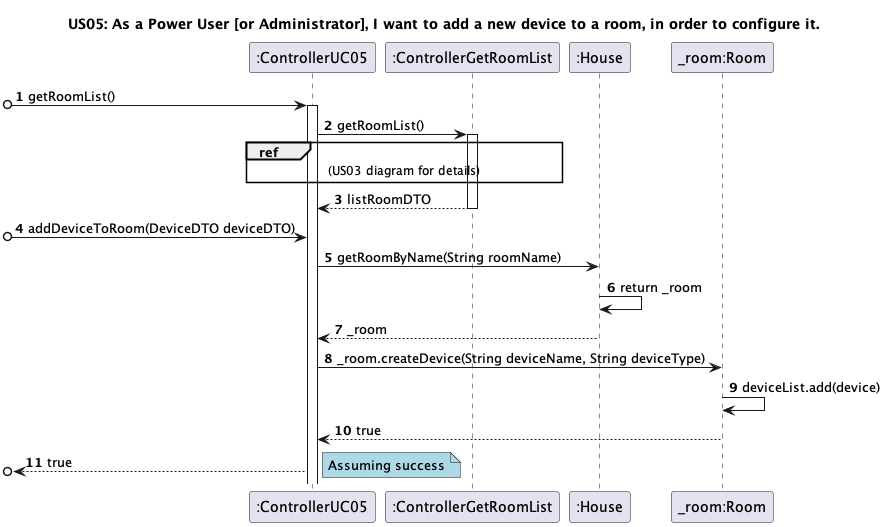 US05: As a Power User [or Administrator], I want to add a new device to a room, in order to configure it.
:ControllerUC05 :ControllerGetRoomList :House _room:Room
1 getRoomList()
2 getRoomList()
ref
(US03 diagram for details)
3 listRoomDTO
4 addDeviceToRoom(DeviceDTO deviceDTO)
5 getRoomByName(String roomName)
6 return _room
7 _room
8 _room.createDevice(String deviceName, String deviceType)
9 deviceList.add(device)
10 true
11 true
Assuming success
:ControllerUC05 :ControllerGetRoomList :House _room:Room